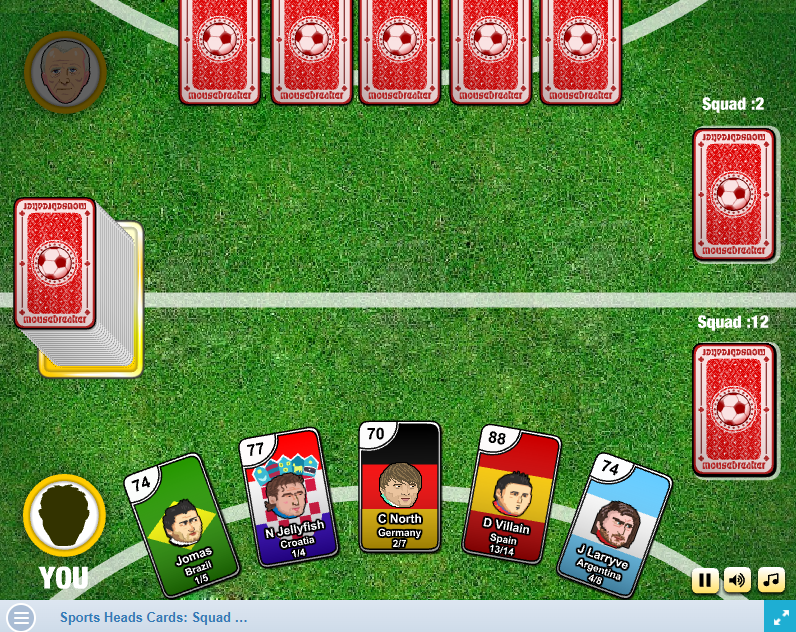 mousebreaker
mousebreaker
mousebreaker
mousebreaker
mousebreaker
Squad :2
mousebreaker
mousebreaker
mousebreaker
mousebreaker
Squad :12
mousebreaker
mousebreaker
74
Jomas
Brazil
1/5
77
N Jellyfish
Croatia
1/4
70
C North
Germany
2/7
88
D Villain
Spain
13/14
74
J Larryve
Argentina
4/8
YOU
Sports Heads Cards: Squad ...